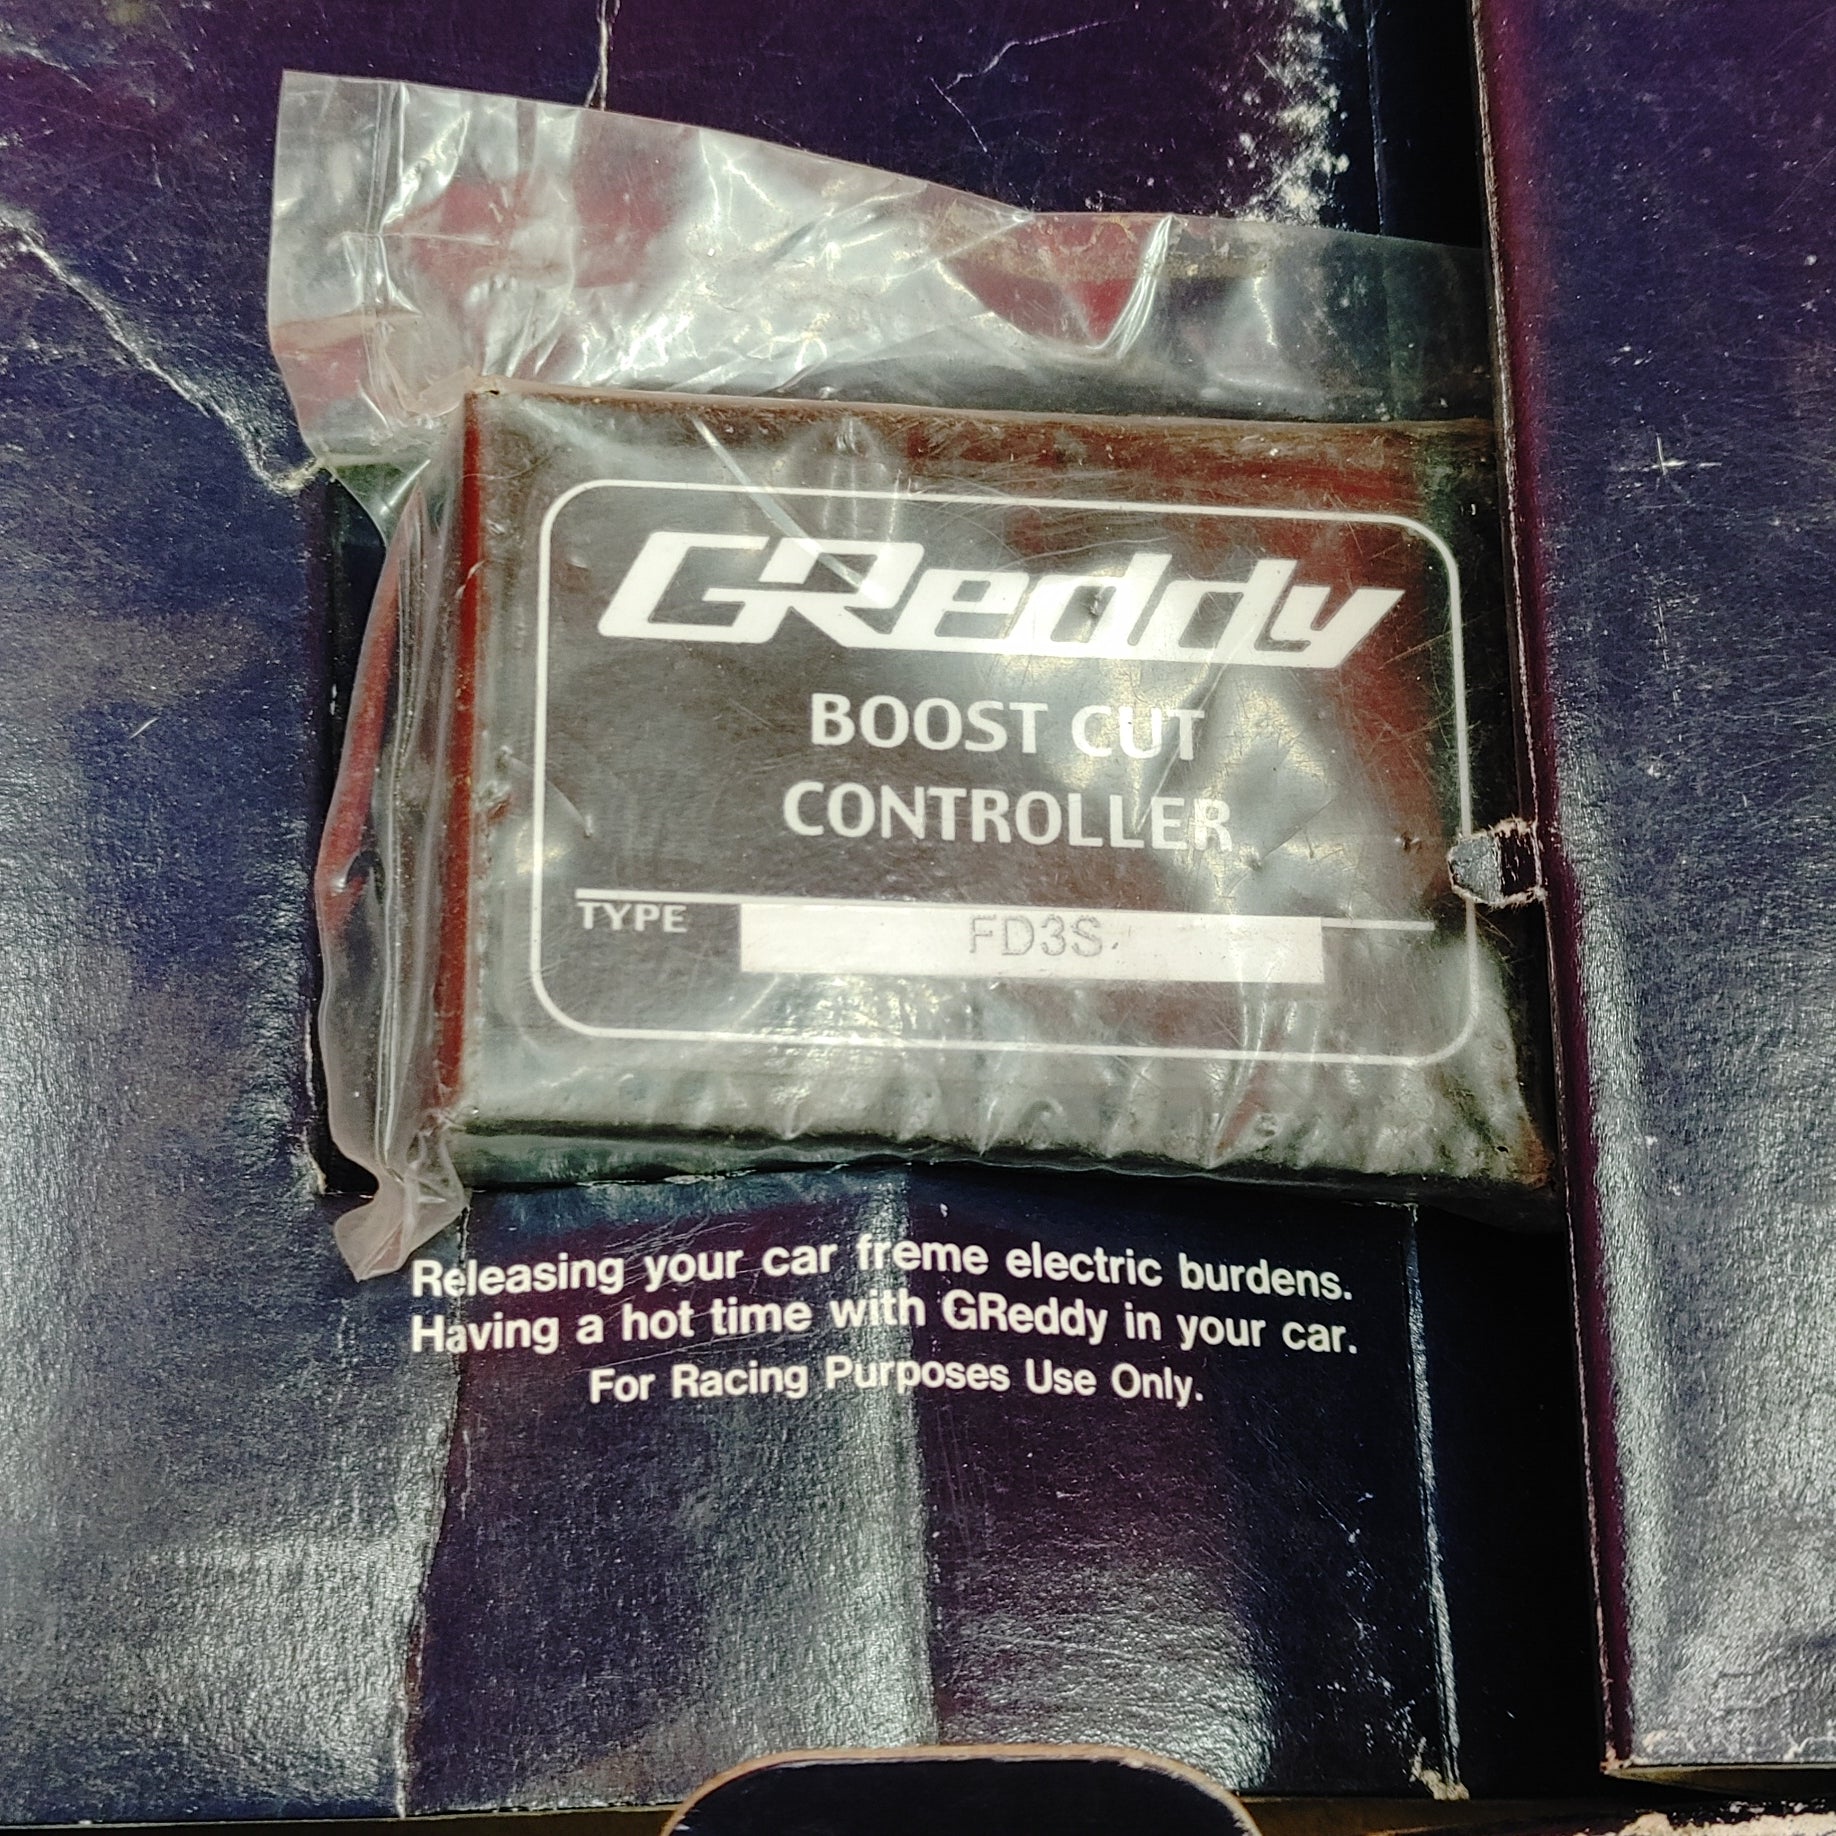 GReddy
BOOST CUT
CONTROLLER
TYPE FD3S
Releasing your car freme electric burdens.
Having a hot time with GReddy in your car.
For Racing Purposes Use Only.